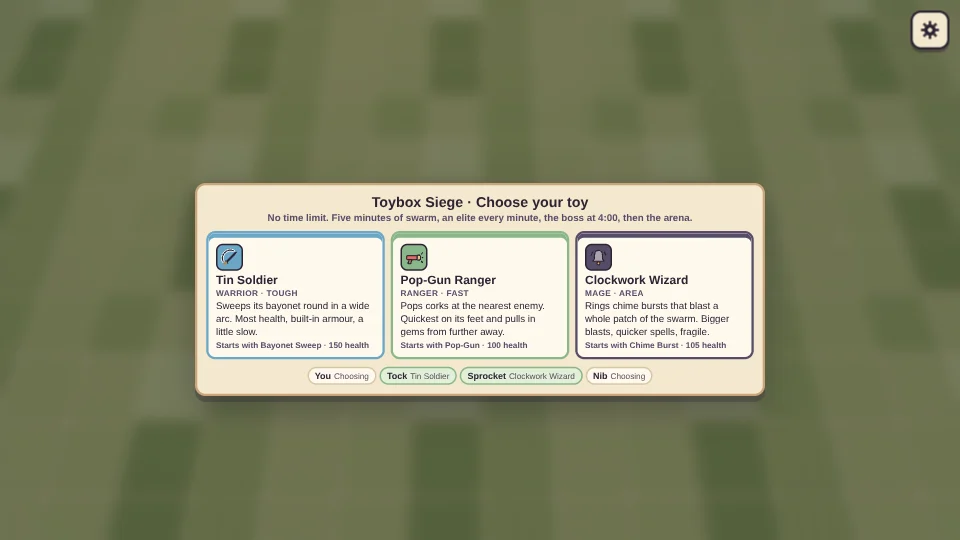 Toybox Siege · Choose your toy
No time limit. Five minutes of swarm, an elite every minute, the boss at 4:00, then the arena.
Tin Soldier
WARRIOR · TOUGH
Sweeps its bayonet round in a wide
arc. Most health, built-in armour, a
little slow.
Starts with Bayonet Sweep · 150 health
Pop-Gun Ranger
RANGER · FAST
Pops corks at the nearest enemy.
Quickest on its feet and pulls in
gems from further away.
Starts with Pop-Gun · 100 health
Clockwork Wizard
MAGE · AREA
Rings chime bursts that blast a
whole patch of the swarm. Bigger
blasts, quicker spells, fragile.
Starts with Chime Burst · 105 health
You Choosing
Tock Tin Soldier
Sprocket Clockwork Wizard
Nib Choosing